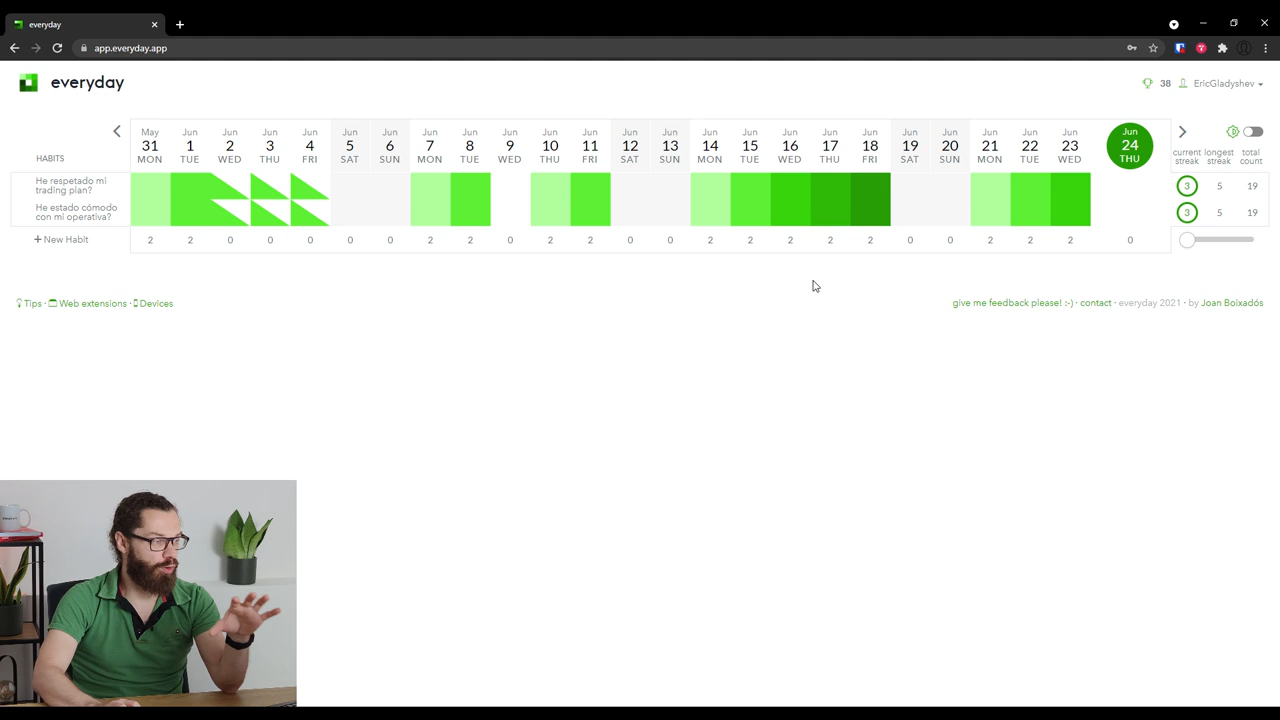 everyday
app.everyday.app
everyday
38
EricGladyshev
May Jun Jun Jun Jun Jun Jun Jun Jun Jun Jun Jun Jun Jun Jun Jun Jun Jun Jun Jun Jun Jun Jun Jun Jun
31 1 2 3 4 5 6 7 8 9 10 11 12 13 14 15 16 17 18 19 20 21 22 23 24
MON TUE WED THU FRI SAT SUN MON TUE WED THU FRI SAT SUN MON TUE WED THU FRI SAT SUN MON TUE WED THU
HABITS
current longest total
streak streak count
He respetado mi
trading plan?
3 5 19
He estado cómodo
con mi operativa?
3 5 19
+ New Habit
2 2 0 0 0 0 0 2 2 0 2 2 0 0 2 2 2 2 2 0 0 2 2 2 0
Tips · Web extensions · Devices
give me feedback please! :-) · contact · everyday 2021 · by Joan Boixadós